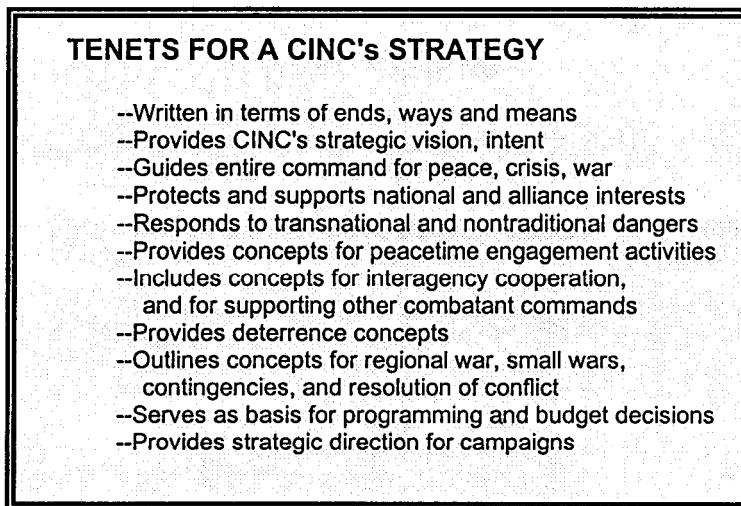 TENETS FOR A CINC's STRATEGY
--Written in terms of ends, ways and means
--Provides CINC's strategic vision, intent
--Guides entire command for peace, crisis, war
--Protects and supports national and alliance interests
--Responds to transnational and nontraditional dangers
--Provides concepts for peacetime engagement activities
--Includes concepts for interagency cooperation,
and for supporting other combatant commands
--Provides deterrence concepts
--Outlines concepts for regional war, small wars,
contingencies, and resolution of conflict
--Serves as basis for programming and budget decisions
--Provides strategic direction for campaigns